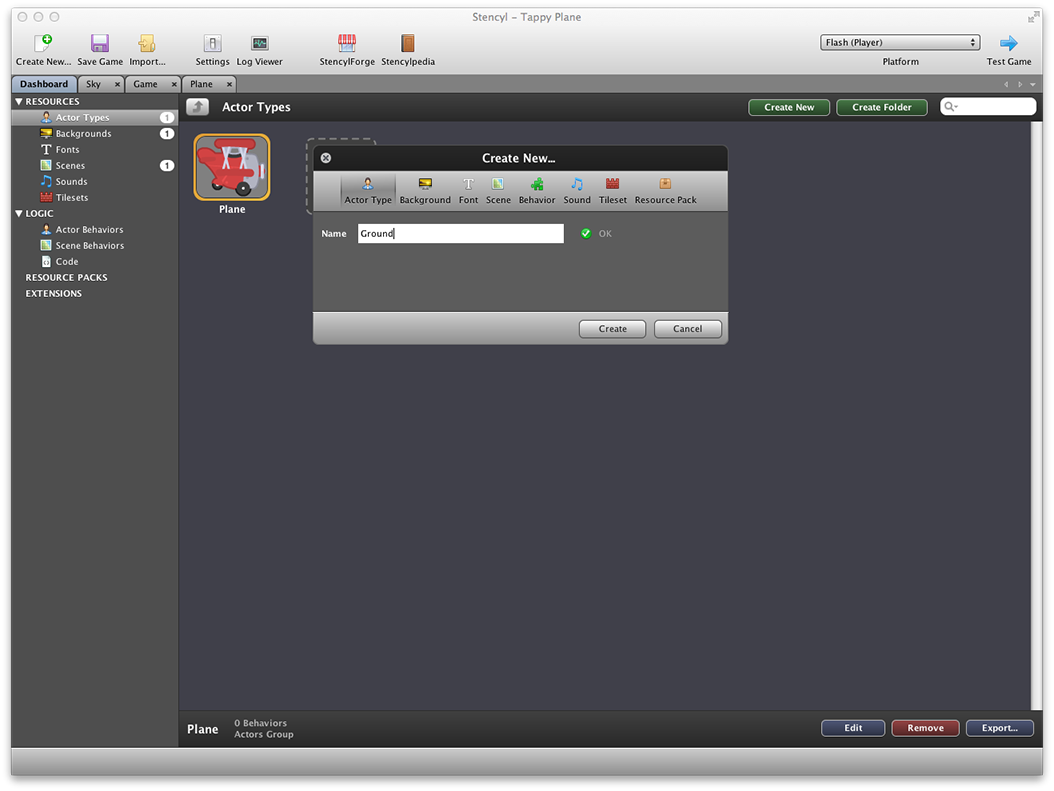 Stencyl – Tappy Plane
Create New... Save Game Import... Settings Log Viewer StencylForge Stencylpedia
Flash (Player)
Platform
Test Game
Dashboard Sky × Game × Plane ×
RESOURCES
Actor Types 1
Backgrounds 1
Fonts
Scenes 1
Sounds
Tilesets
LOGIC
Actor Behaviors
Scene Behaviors
Code
RESOURCE PACKS
EXTENSIONS
Actor Types
Create New Create Folder
Plane
Create New...
Actor Type Background Font Scene Behavior Sound Tileset Resource Pack
Name Ground OK
Create Cancel
Plane
0 Behaviors
Actors Group
Edit Remove Export...